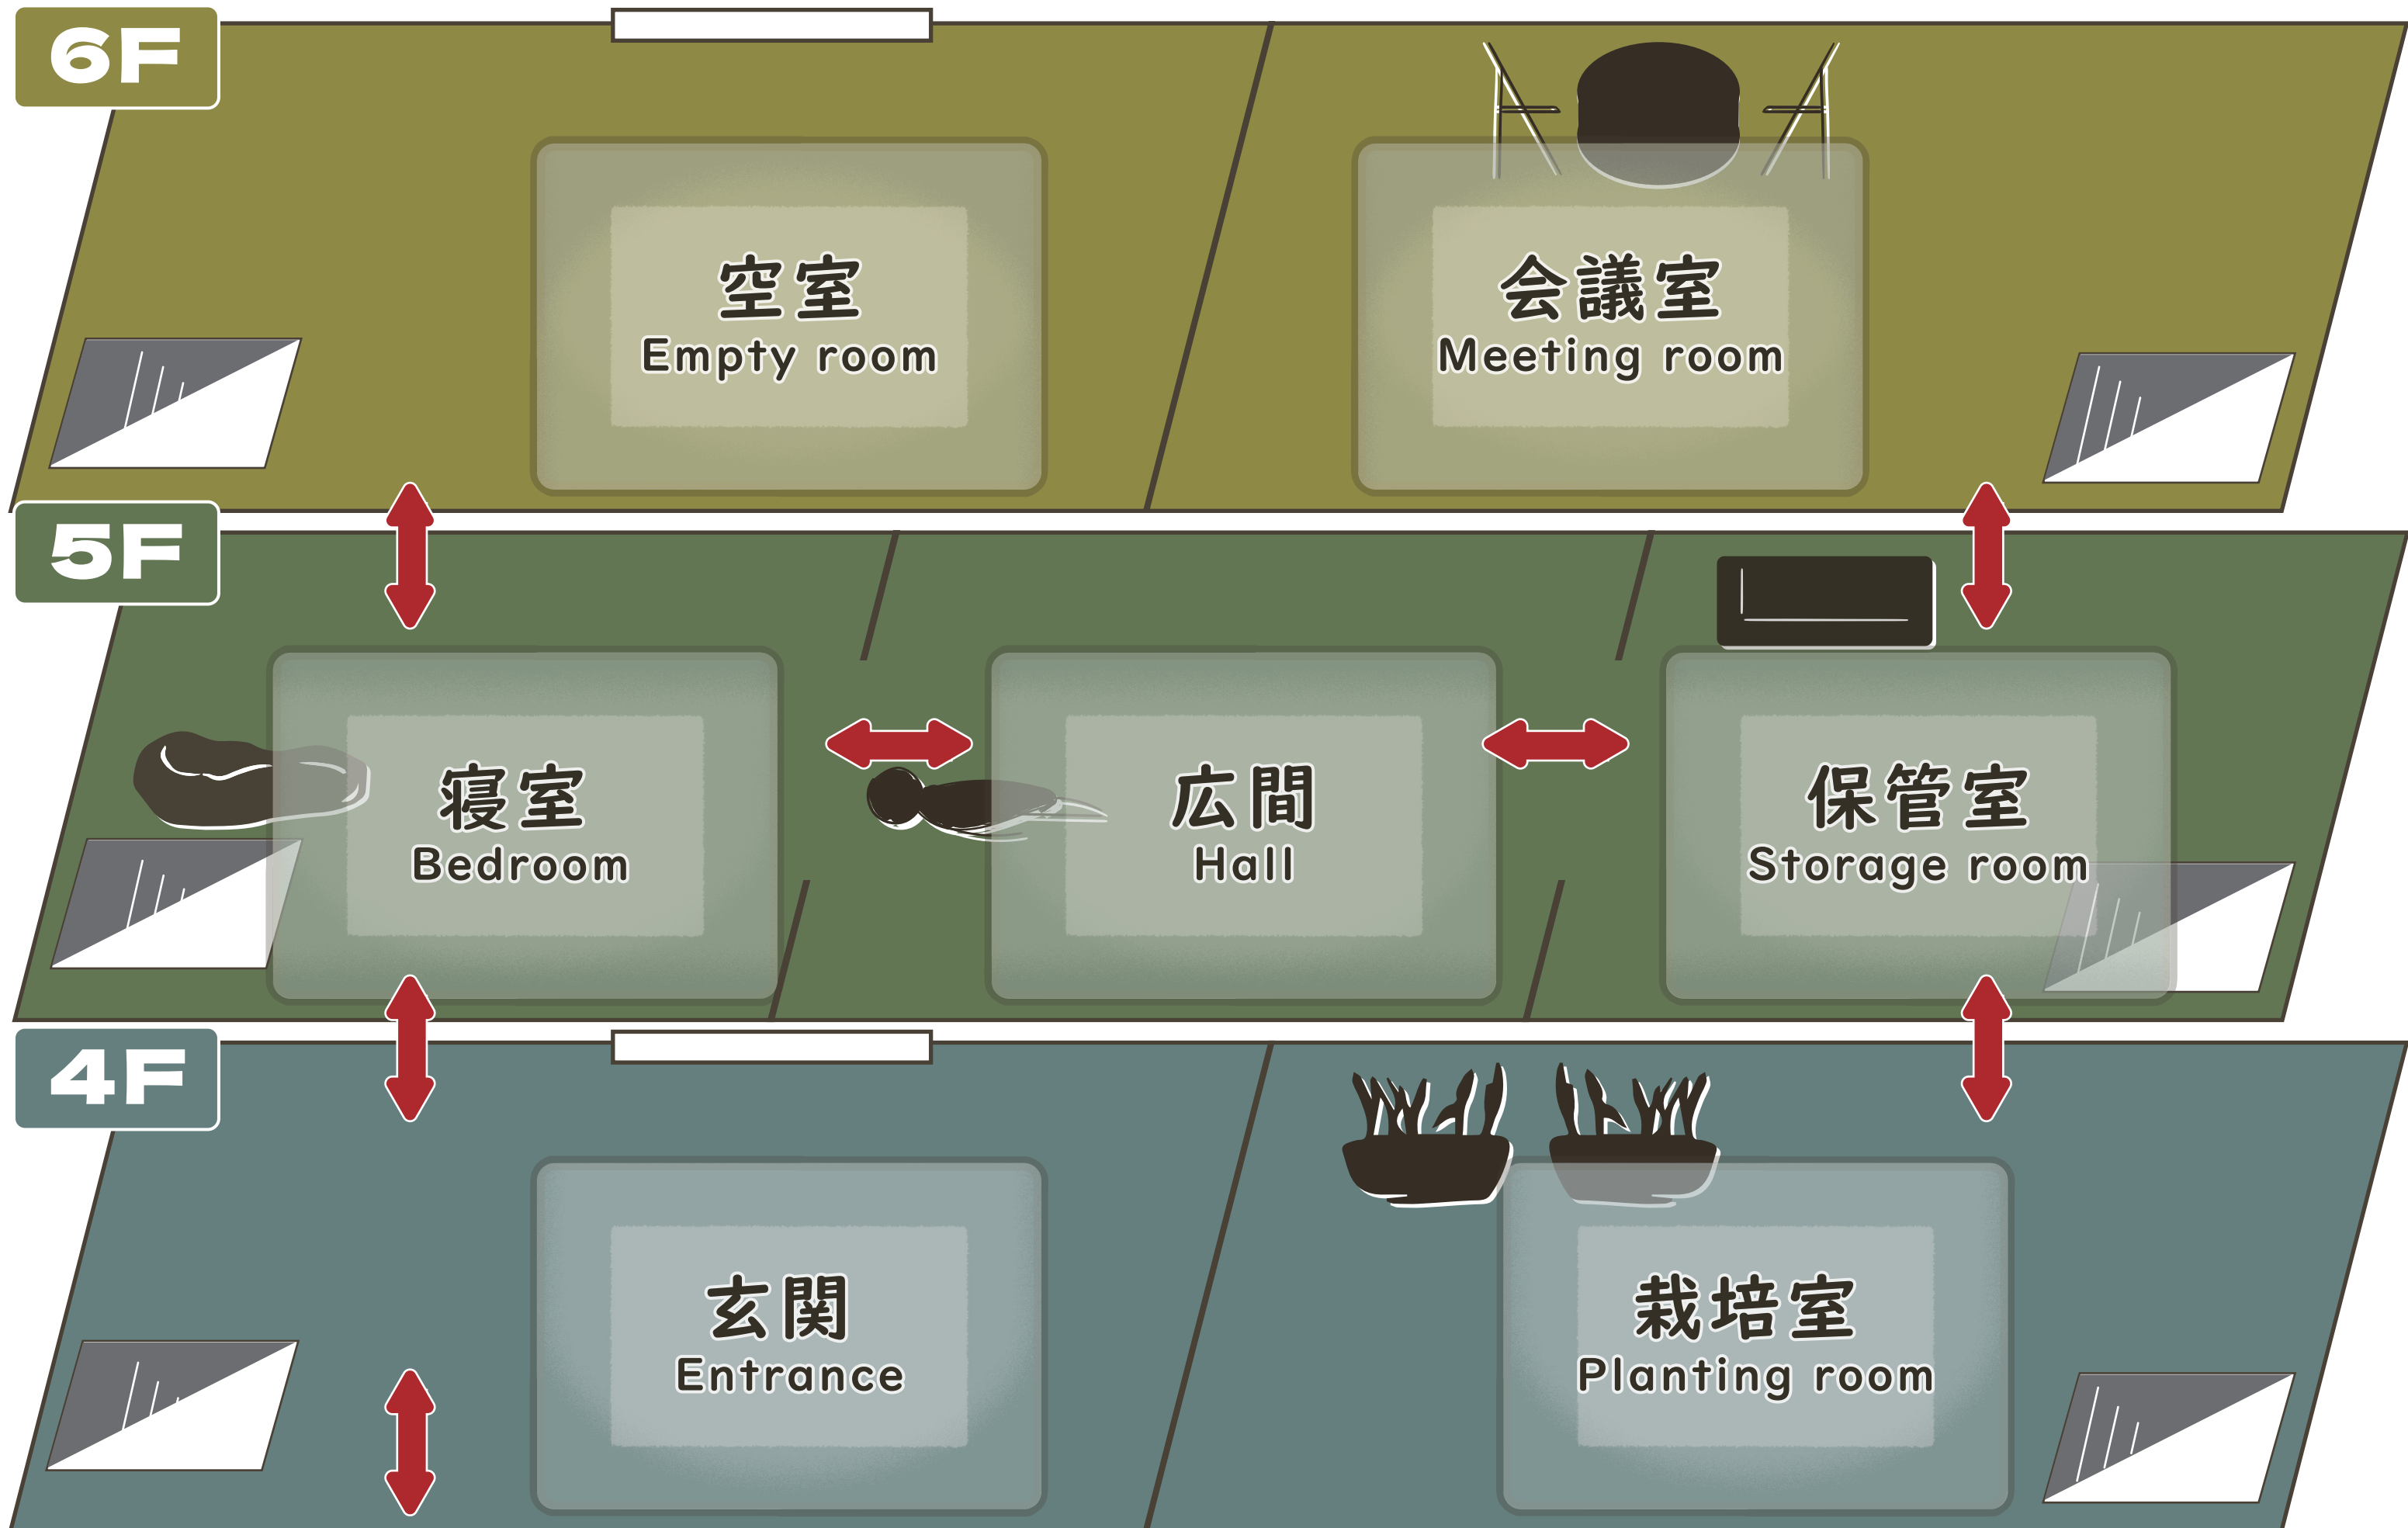 6F
空室
Empty room
会議室
Meeting room
5F
寝室
Bedroom
広間
Hall
保管室
Storage room
4F
玄関
Entrance
栽培室
Planting room